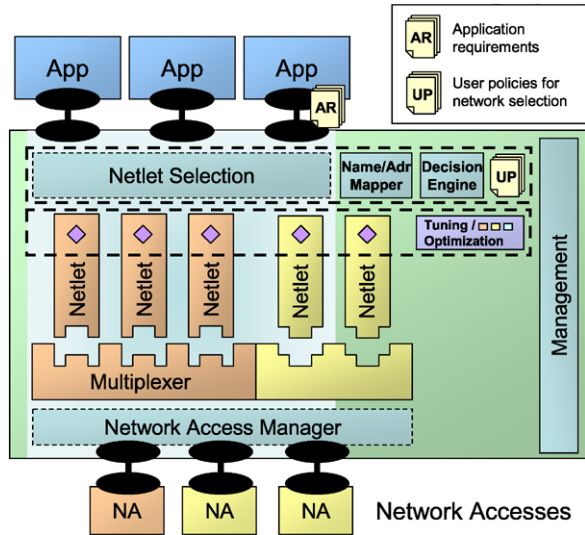 App
App
App
AR
AR
Application
requirements
UP
User policies for
network selection
Netlet Selection
Name/Adr
Mapper
Decision
Engine
UP
Tuning /
Optimization
Netlet
Netlet
Netlet
Netlet
Netlet
Management
Multiplexer
Network Access Manager
NA
NA
NA
Network Accesses